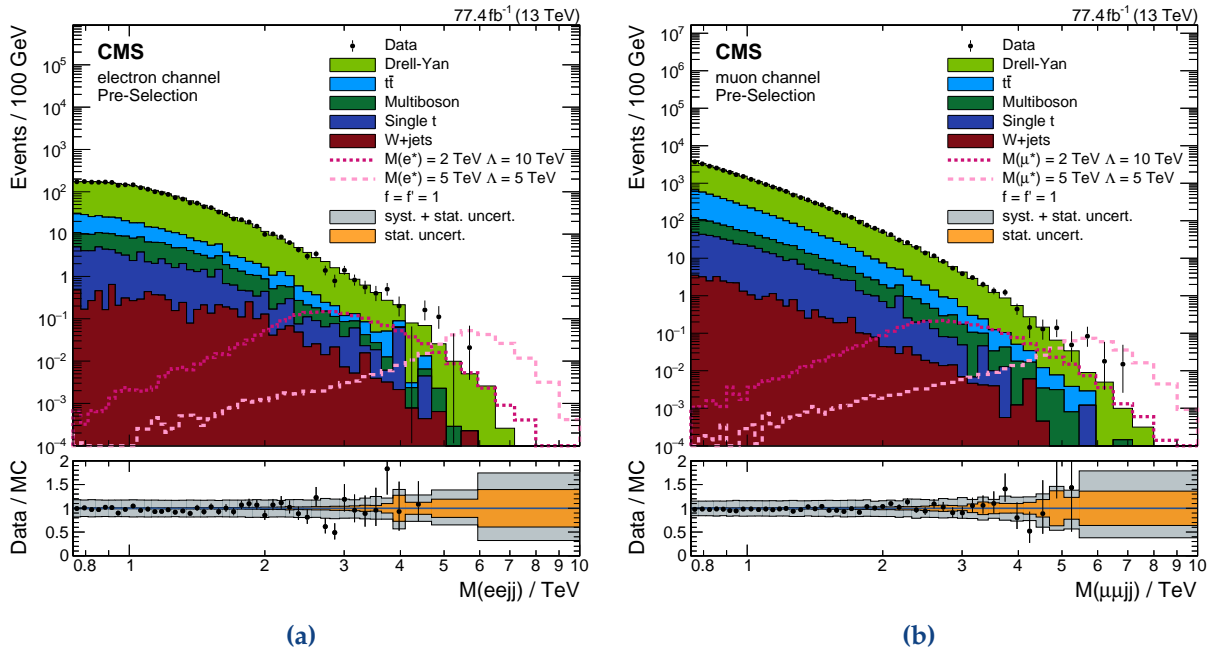 77.4 fb⁻¹ (13 TeV)
CMS
electron channel
Pre-Selection
Data
Drell-Yan
tt̄
Multiboson
Single t
W+jets
M(e*) = 2 TeV Λ = 10 TeV
M(e*) = 5 TeV Λ = 5 TeV
f = f' = 1
syst. + stat. uncert.
stat. uncert.
Events / 100 GeV
10⁵
10⁴
10³
10²
10
1
10⁻¹
10⁻²
10⁻³
10⁻⁴
Data / MC
2
1.5
1
0.5
0
0.8 1 2 3 4 5 6 7 8 9 10
M(eejj) / TeV
(a)
77.4 fb⁻¹ (13 TeV)
CMS
muon channel
Pre-Selection
Data
Drell-Yan
tt̄
Multiboson
Single t
W+jets
M(μ*) = 2 TeV Λ = 10 TeV
M(μ*) = 5 TeV Λ = 5 TeV
f = f' = 1
syst. + stat. uncert.
stat. uncert.
Events / 100 GeV
10⁷
10⁶
10⁵
10⁴
10³
10²
10
1
10⁻¹
10⁻²
10⁻³
10⁻⁴
Data / MC
2
1.5
1
0.5
0
0.8 1 2 3 4 5 6 7 8 9 10
M(μμjj) / TeV
(b)